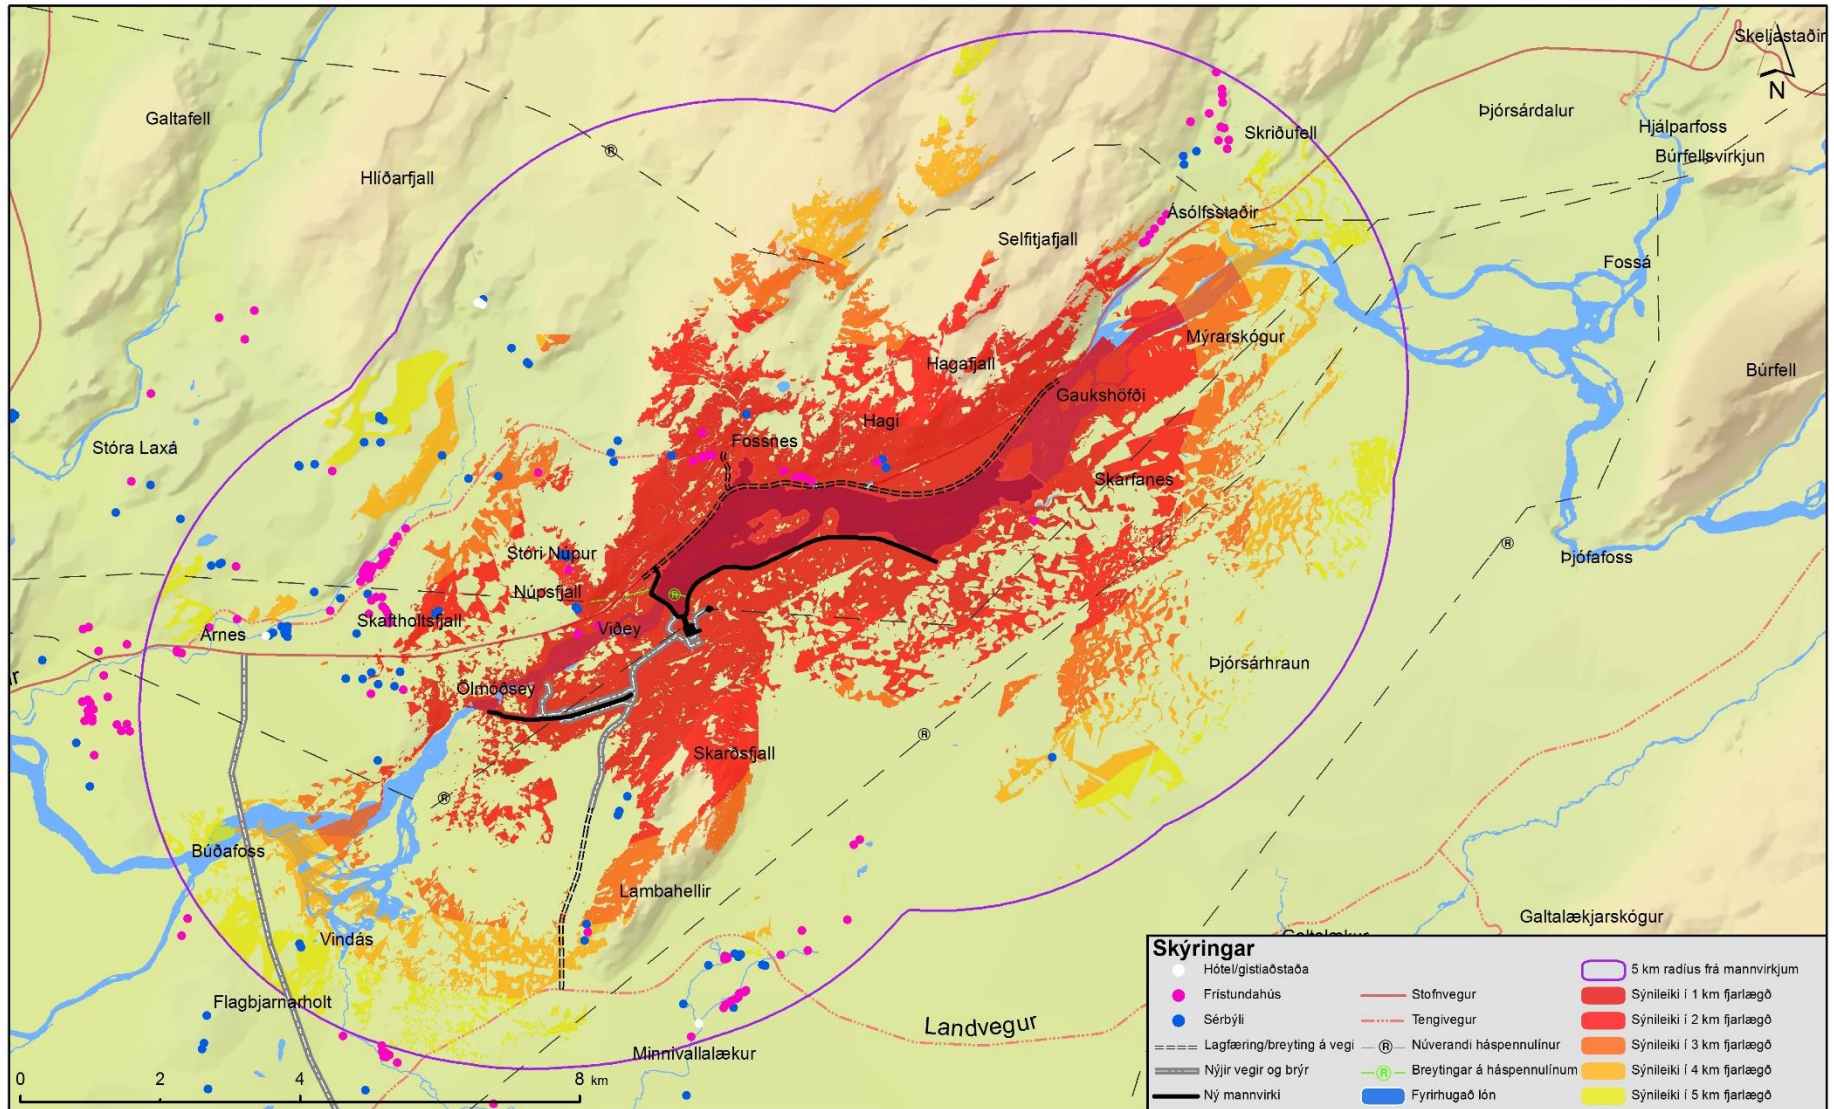 Skeljastaðir
N
Galtafell
Þjórsárdalur
Hjálparfoss
Skriðufell
Búrfellsvirkjun
Hlíðarfjall
R
Ásólfsstaðir
Selfitjafjall
Fossá
Mýrarskógur
Hagafjall
Búrfell
Gaukshöfði
Hagi
Fossnes
Stóra Laxá
Skarfanes
R
Stóri Núpur
Þjófafoss
Núpsfjall
R
Skaftholtsfjall
Árnes
Viðey
Þjórsárhraun
Ölmóðsey
R
Skarðsfjall
R
Búðafoss
Lambahellir
Galtalækjarskógur
Vindás
Galtalækur
Flagbjarnarholt
Landvegur
Minnivallalækur
0 2 4 8 km
Skýringar
Hótel/gistiaðstaða
Frístundahús
Sérbýli
Lagfæring/breyting á vegi
Nýjir vegir og brýr
Ný mannvirki
Stofnvegur
Tengivegur
R Núverandi háspennulínur
R Breytingar á háspennulínum
Fyrirhugað lón
5 km radíus frá mannvirkjum
Sýnileiki í 1 km fjarlægð
Sýnileiki í 2 km fjarlægð
Sýnileiki í 3 km fjarlægð
Sýnileiki í 4 km fjarlægð
Sýnileiki í 5 km fjarlægð